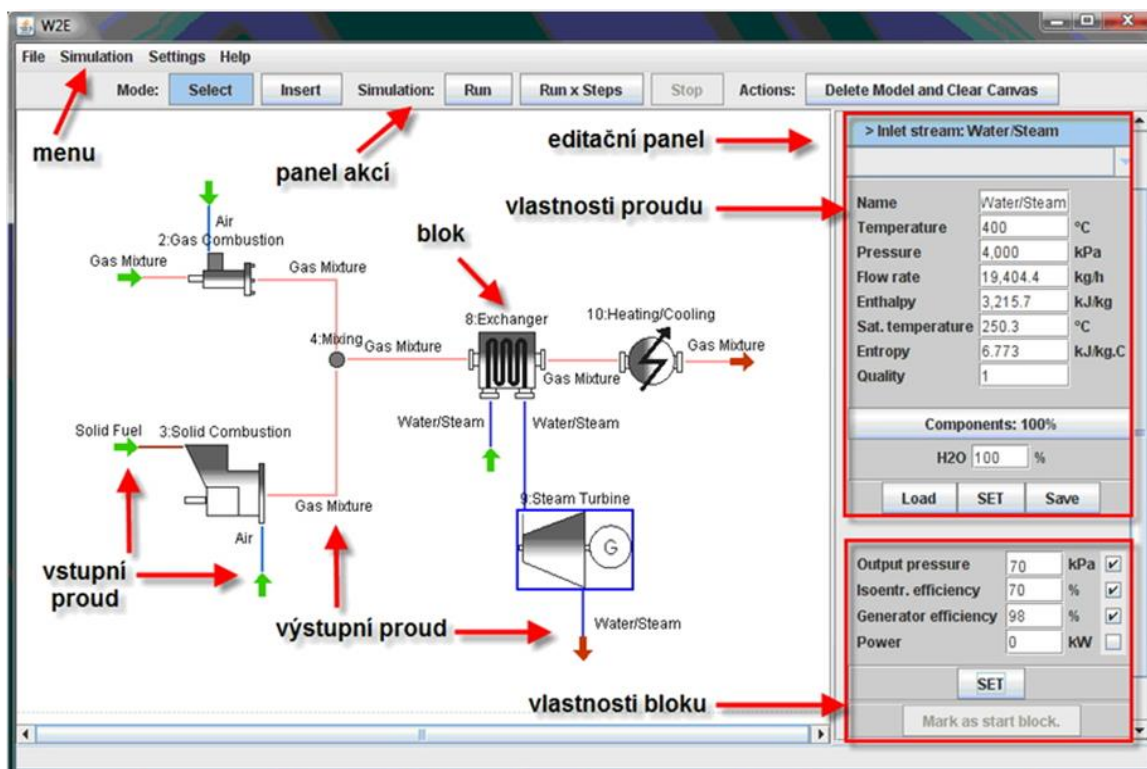 W2E
File Simulation Settings Help
Mode: Select Insert Simulation: Run Run x Steps Stop Actions: Delete Model and Clear Canvas
menu
panel akcí
editační panel
> Inlet stream: Water/Steam
vlastnosti proudu
Name Water/Steam
Temperature 400 °C
Pressure 4,000 kPa
Flow rate 19,404.4 kg/h
Enthalpy 3,215.7 kJ/kg
Sat. temperature 250.3 °C
Entropy 6.773 kJ/kg.C
Quality 1
Components: 100%
H2O 100 %
Load SET Save
Air
2:Gas Combustion
Gas Mixture
Gas Mixture
blok
4:Mixing
Gas Mixture
8:Exchanger
10:Heating/Cooling
Gas Mixture
Gas Mixture
Water/Steam
Water/Steam
Solid Fuel
3:Solid Combustion
Gas Mixture
Air
vstupní
proud
výstupní proud
9:Steam Turbine
G
Water/Steam
vlastnosti bloku
Output pressure 70 kPa
Isoentr. efficiency 70 %
Generator efficiency 98 %
Power 0 kW
SET
Mark as start block.